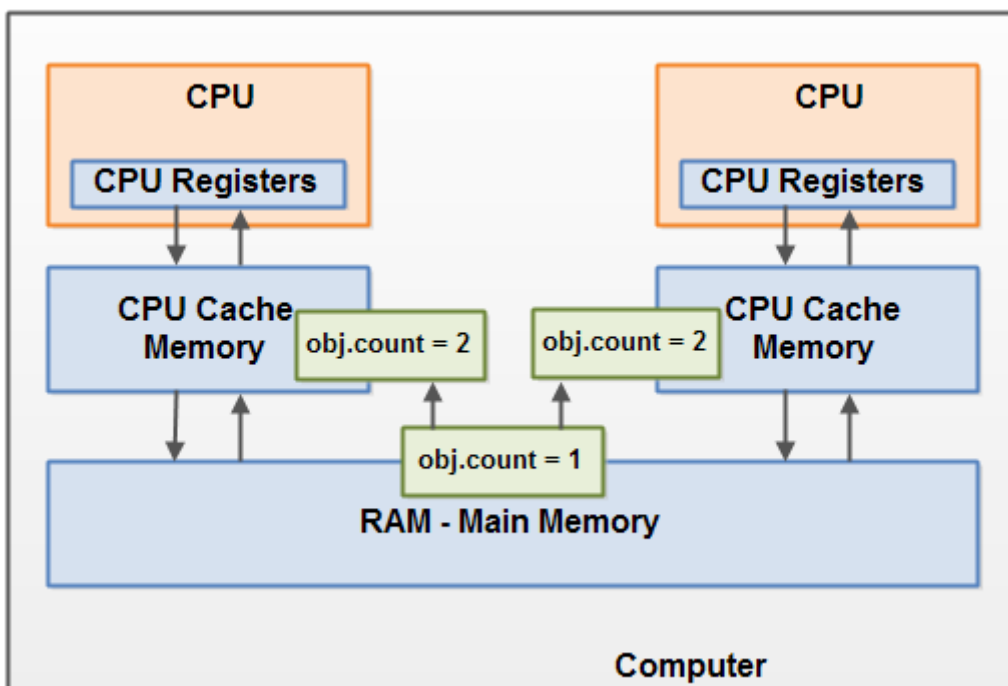 CPU
CPU
CPU Registers
CPU Registers
CPU Cache
Memory
obj.count = 2
obj.count = 2
CPU Cache
Memory
obj.count = 1
RAM - Main Memory
Computer